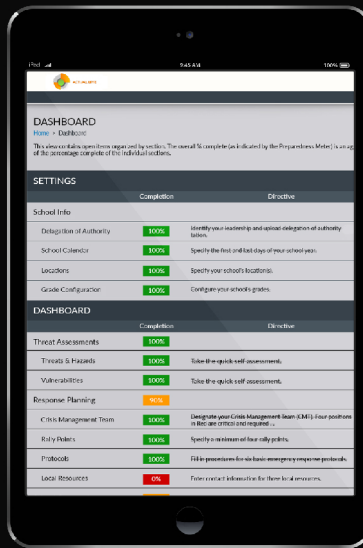 iPad
9:45 AM
100%
DASHBOARD
Home » Dashboard
This view contains open items organized by section. The overall % complete (as indicated by the Preparedness Meter) is an ag
of the percentage complete of the individual sections.
SETTINGS
Completion Directive
School Info
Delegation of Authority 100% Identify your leadership and upload delegation of authority
School Calendar 100% Specify the first and last days of your school year.
Locations 100% Specify your school's location(s).
Grade Configuration 100% Configure your school's grades.
DASHBOARD
Completion Directive
Threat Assessments 100%
Threats & Hazards 100% Take the quick self assessment.
Vulnerabilities 100% Take the quick self assessment.
Response Planning 90%
Crisis Management Team 100% Designate your Crisis Management Team (CMT). Four positions
in Red are critical and required ...
Rally Points 100% Specify a minimum of four rally points.
Protocols 100% Fill in procedures for six basic emergency response protocols.
Local Resources 0% Enter contact information for three local resources.